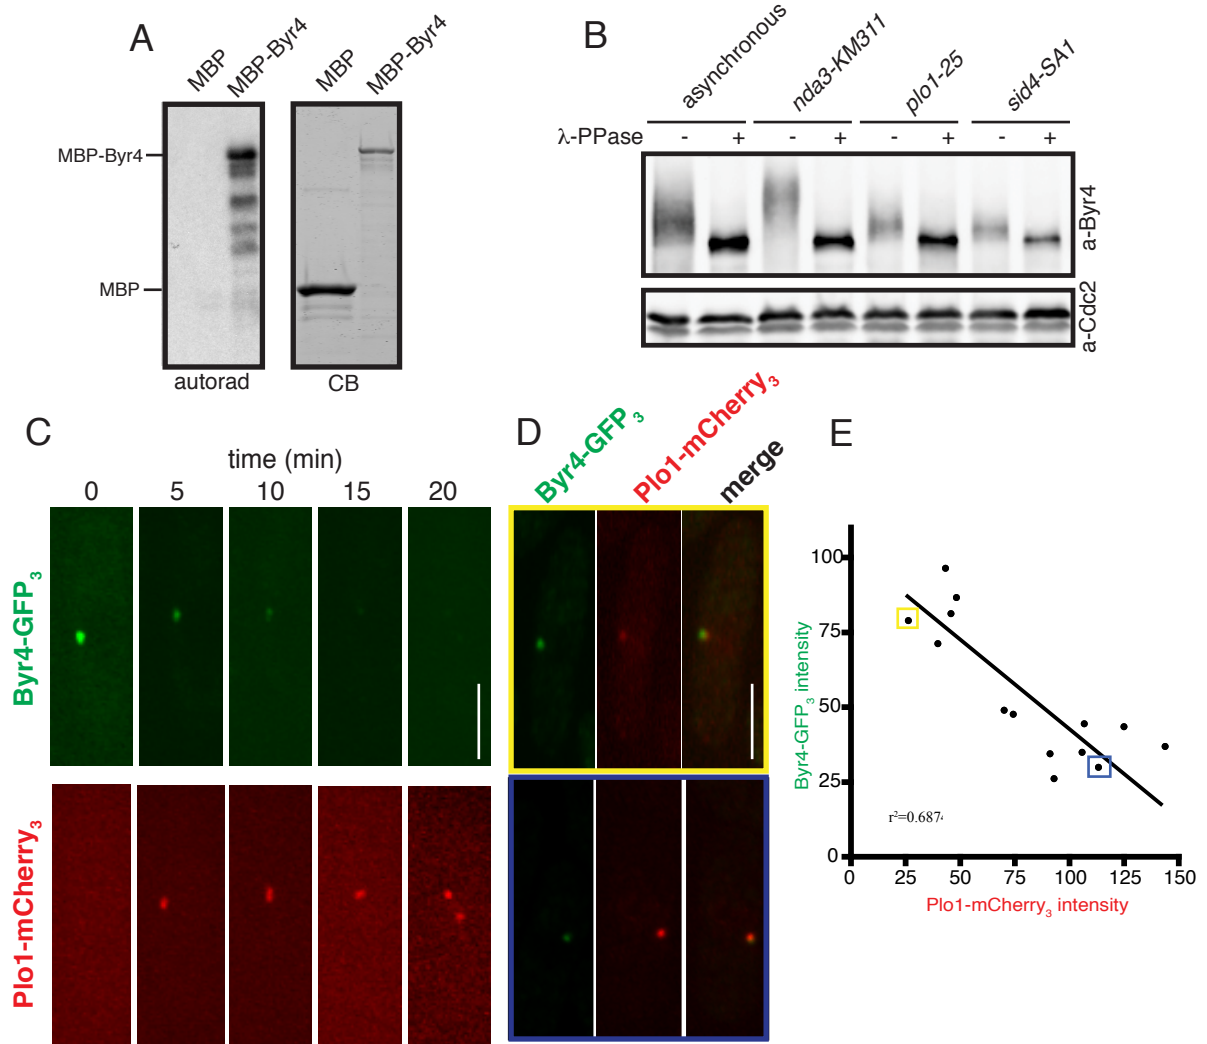 A
MBP
MBP-Byr4
MBP
MBP-Byr4
MBP-Byr4
MBP
autorad
CB
B
asynchronous
nda3-KM311
plo1-25
sid4-SA1
λ-PPase - + - + - + - +
a-Byr4
a-Cdc2
C
time (min)
0 5 10 15 20
Byr4-GFP3
Plo1-mCherry3
D
Byr4-GFP3
Plo1-mCherry3
merge
E
100
75
50
25
0
Byr4-GFP3 intensity
r²=0.6874
0 25 50 75 100 125 150
Plo1-mCherry3 intensity